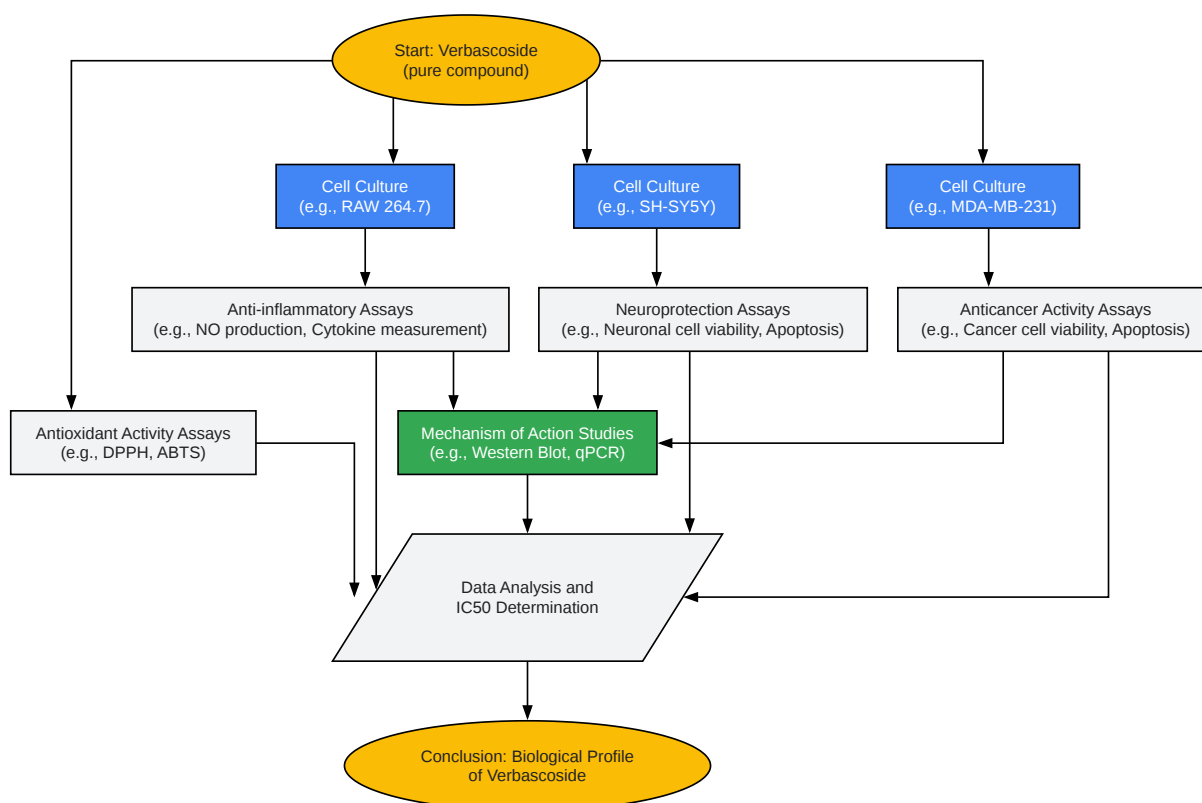 Start: Verbascoside
(pure compound)
Cell Culture
(e.g., RAW 264.7)
Cell Culture
(e.g., SH-SY5Y)
Cell Culture
(e.g., MDA-MB-231)
Anti-inflammatory Assays
(e.g., NO production, Cytokine measurement)
Neuroprotection Assays
(e.g., Neuronal cell viability, Apoptosis)
Anticancer Activity Assays
(e.g., Cancer cell viability, Apoptosis)
Antioxidant Activity Assays
(e.g., DPPH, ABTS)
Mechanism of Action Studies
(e.g., Western Blot, qPCR)
Data Analysis and
IC50 Determination
Conclusion: Biological Profile
of Verbascoside